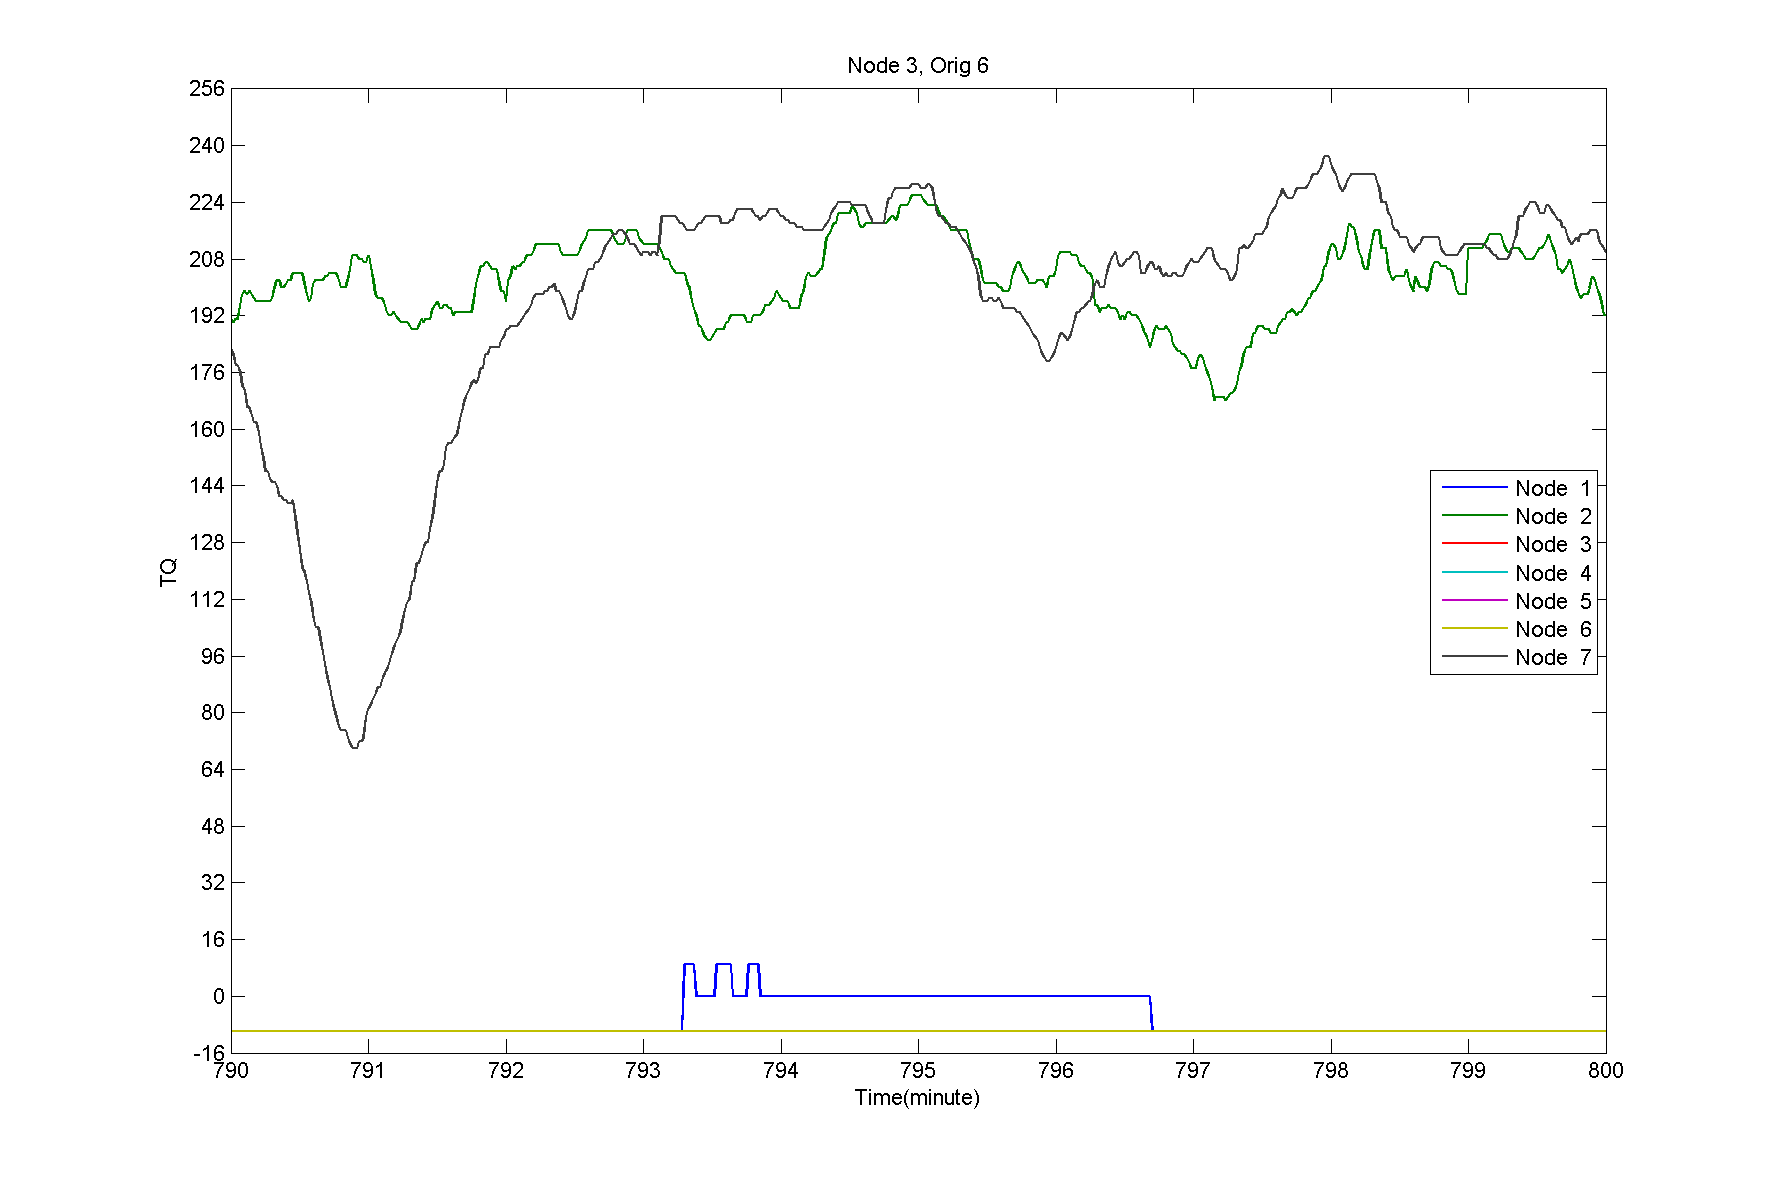 Node 3, Orig 6
256
240
224
208
192
176
160
144
128
112
96
80
64
48
32
16
0
-16
TQ
Node 1
Node 2
Node 3
Node 4
Node 5
Node 6
Node 7
790 791 792 793 794 795 796 797 798 799 800
Time(minute)